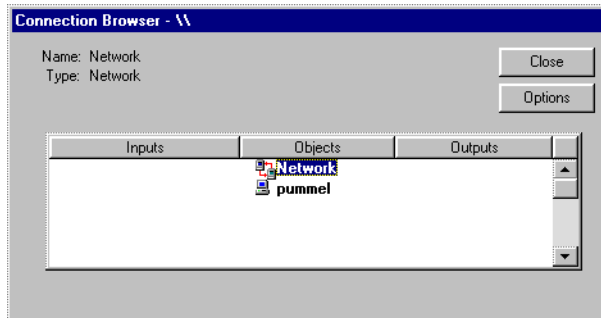 Connection Browser - \\
Name: Network
Type: Network
Close
Options
Inputs Objects Outputs
Network
pummel